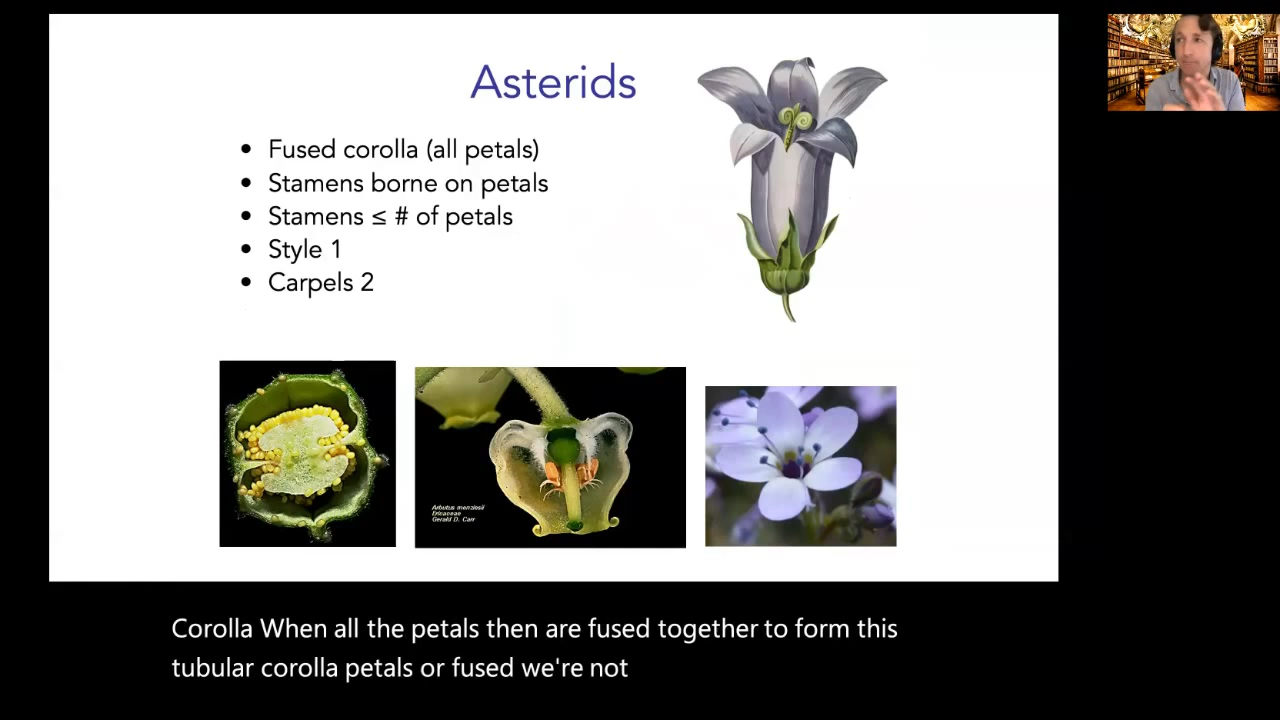 Asterids
• Fused corolla (all petals)
• Stamens borne on petals
• Stamens ≤ # of petals
• Style 1
• Carpels 2
Arbutus menziesii
Ericaceae
Gerald D. Carr
Corolla When all the petals then are fused together to form this
tubular corolla petals or fused we're not